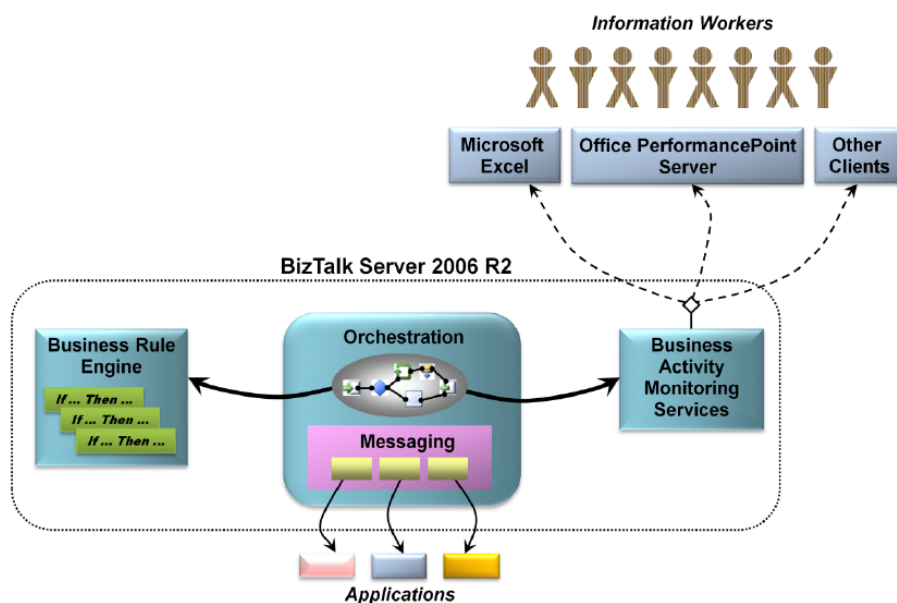 Information Workers
Microsoft
Excel
Office PerformancePoint
Server
Other
Clients
BizTalk Server 2006 R2
Business Rule
Engine
If ... Then ...
If ... Then ...
If ... Then ...
Orchestration
Messaging
Business
Activity
Monitoring
Services
Applications